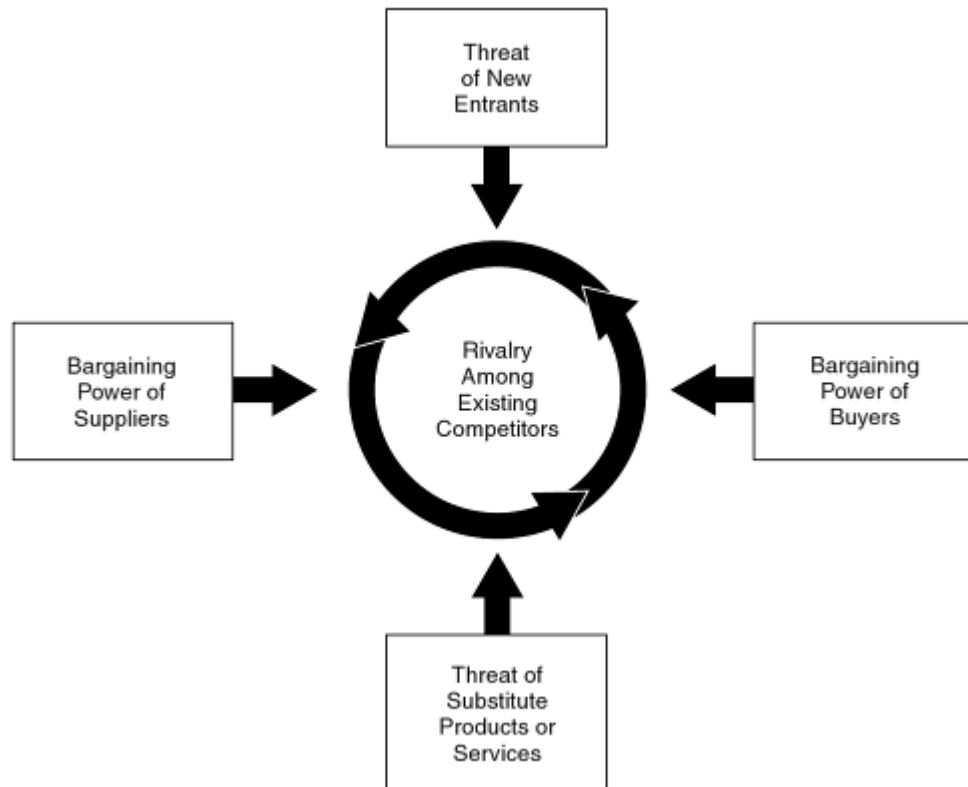 Threat
of New
Entrants
Bargaining
Power of
Suppliers
Rivalry
Among
Existing
Competitors
Bargaining
Power of
Buyers
Threat of
Substitute
Products or
Services